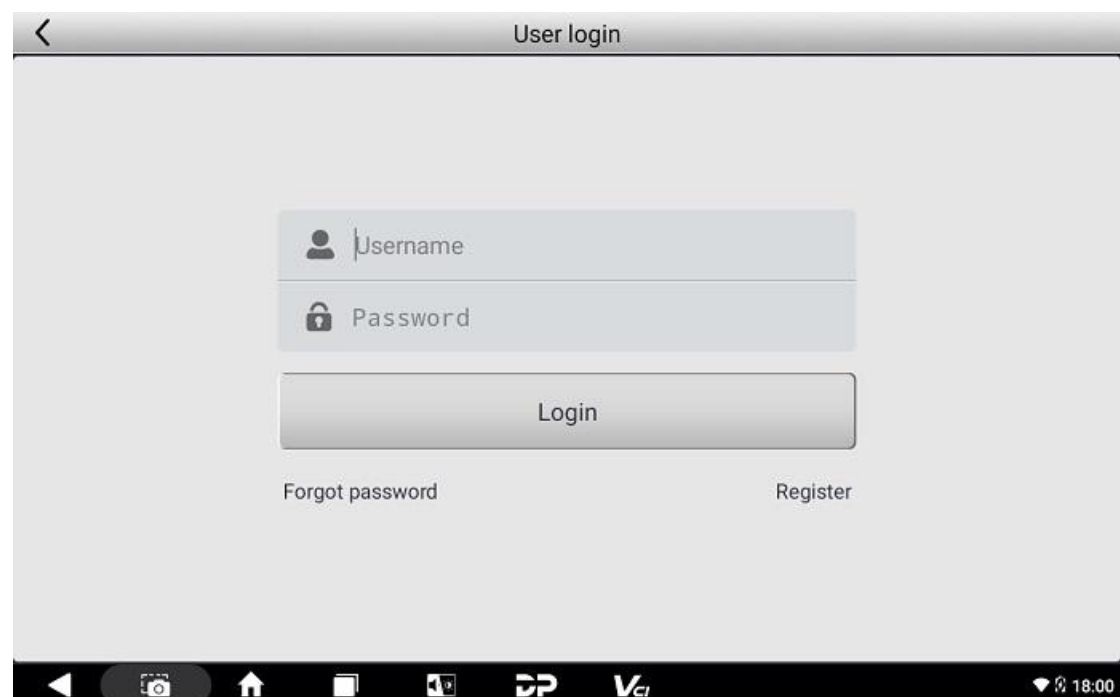 User login
Username
Password
Login
Forgot password Register
DP VCI 18:00